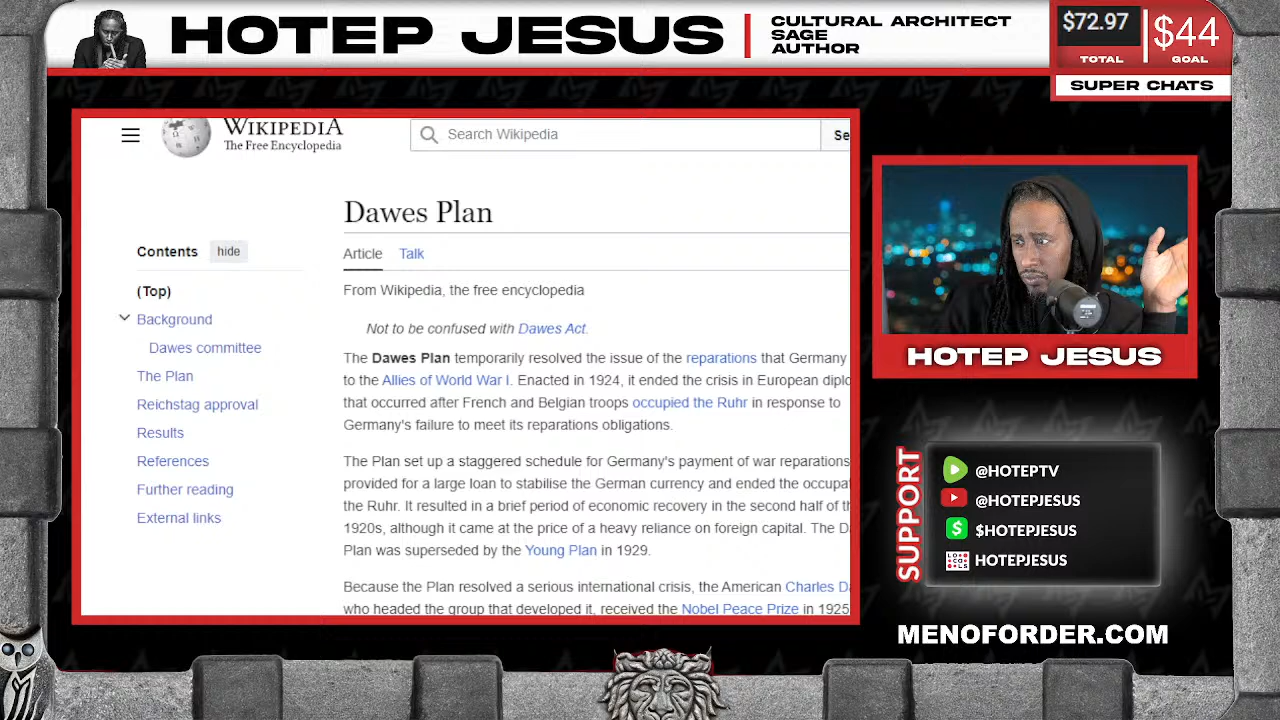 HOTEP JESUS
CULTURAL ARCHITECT
SAGE
AUTHOR
$72.97
TOTAL
$44
GOAL
SUPER CHATS
WIKIPEDIA
The Free Encyclopedia
Search Wikipedia
Se
Dawes Plan
Contents hide
Article Talk
(Top)
From Wikipedia, the free encyclopedia
Background
Not to be confused with Dawes Act.
Dawes committee
The Plan
Reichstag approval
Results
References
Further reading
External links
The Dawes Plan temporarily resolved the issue of the reparations that Germany
to the Allies of World War I. Enacted in 1924, it ended the crisis in European diplo
that occurred after French and Belgian troops occupied the Ruhr in response to
Germany's failure to meet its reparations obligations.
The Plan set up a staggered schedule for Germany's payment of war reparations
provided for a large loan to stabilise the German currency and ended the occupat
the Ruhr. It resulted in a brief period of economic recovery in the second half of th
1920s, although it came at the price of a heavy reliance on foreign capital. The D
Plan was superseded by the Young Plan in 1929.
Because the Plan resolved a serious international crisis, the American Charles Da
who headed the group that developed it, received the Nobel Peace Prize in 1925
HOTEP JESUS
SUPPORT
@HOTEPTV
@HOTEPJESUS
$HOTEPJESUS
HOTEPJESUS
MENOFORDER.COM